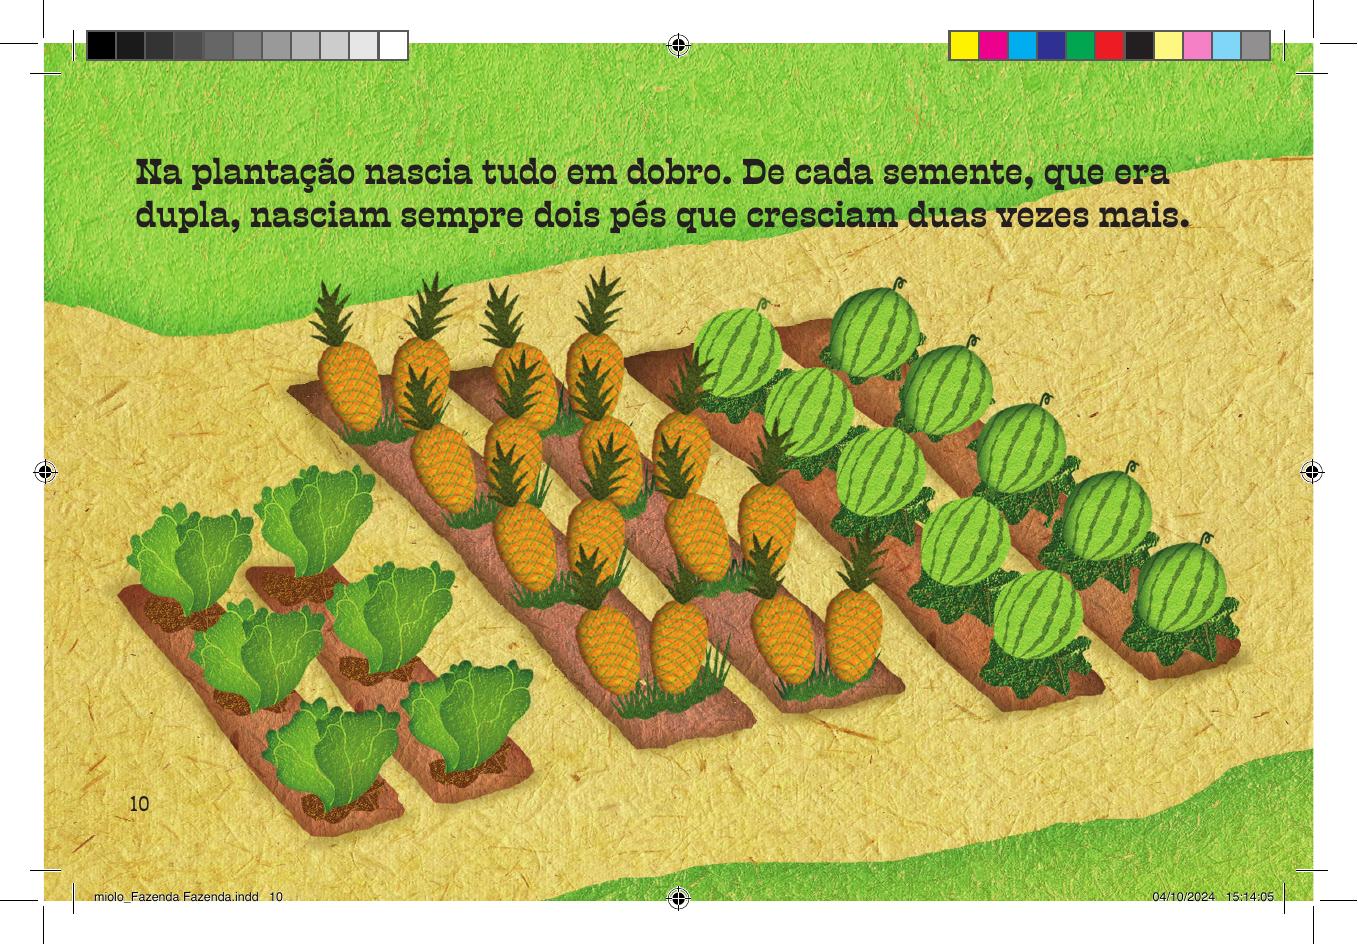 Na plantação nascia tudo em dobro. De cada semente, que era
dupla, nasciam sempre dois pés que cresciam duas vezes mais.
10
miolo_Fazenda Fazenda.indd   10
04/10/2024   15:14:05